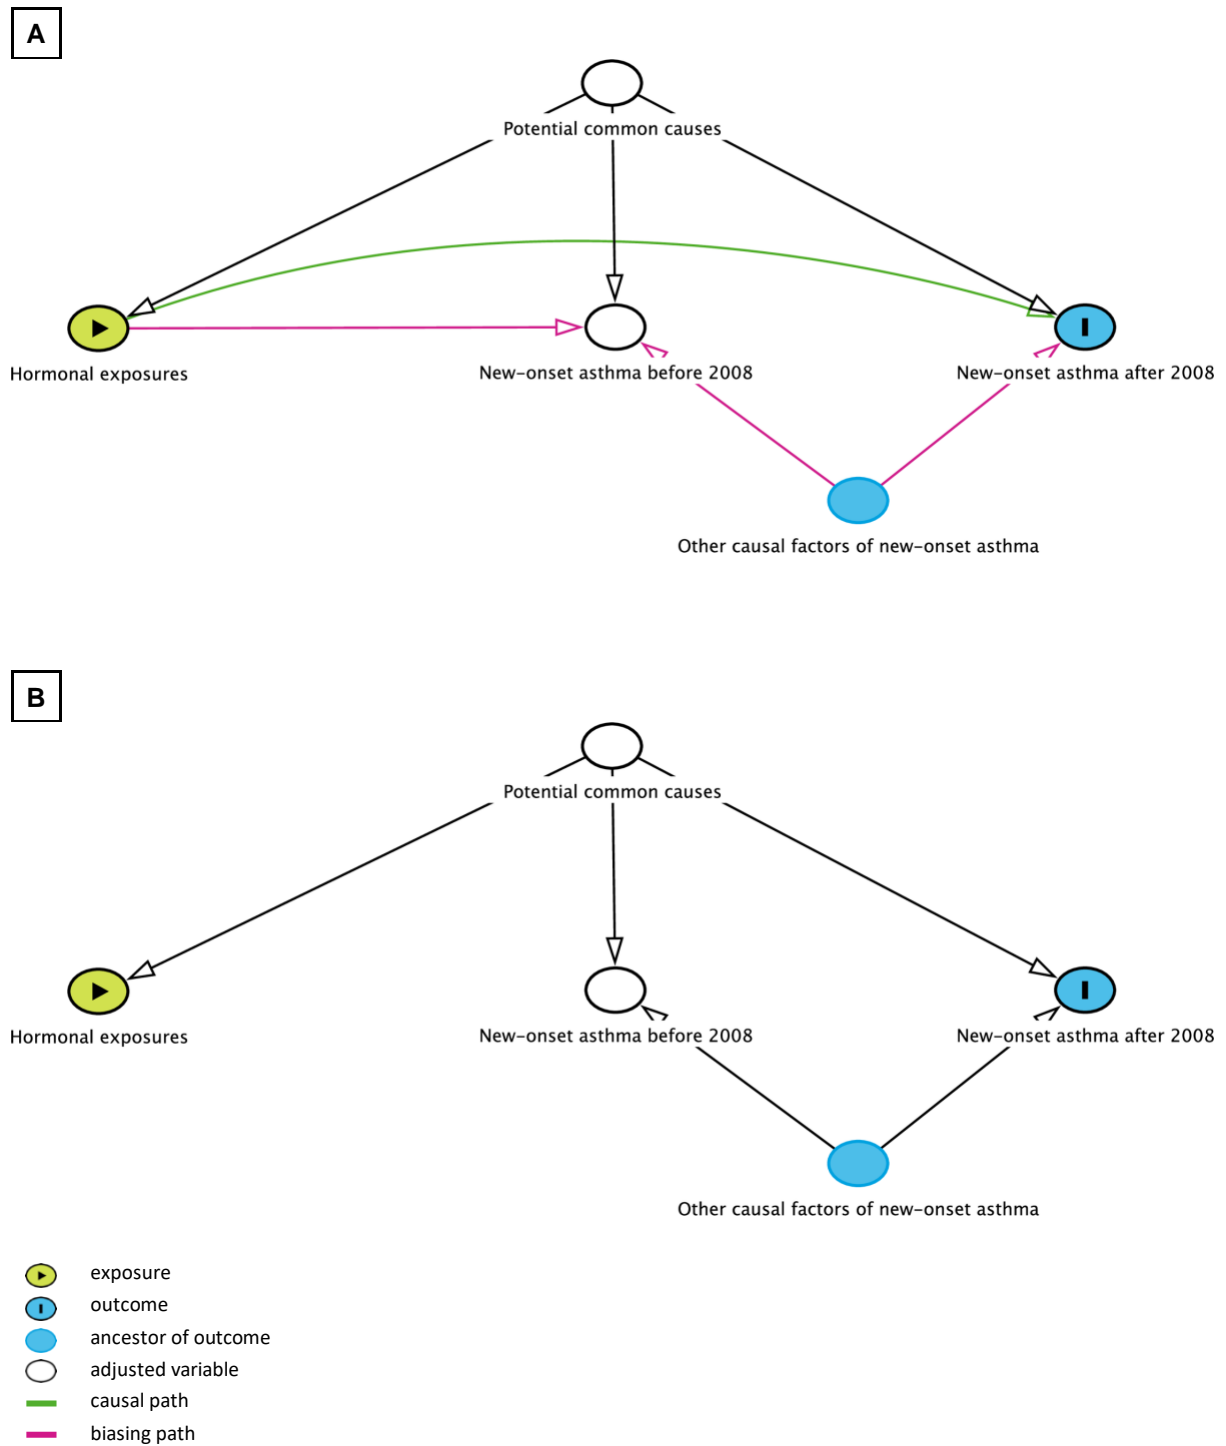 A
Potential common causes
Hormonal exposures
New-onset asthma before 2008
New-onset asthma after 2008
Other causal factors of new-onset asthma
B
Potential common causes
Hormonal exposures
New-onset asthma before 2008
New-onset asthma after 2008
Other causal factors of new-onset asthma
exposure
outcome
ancestor of outcome
adjusted variable
causal path
biasing path